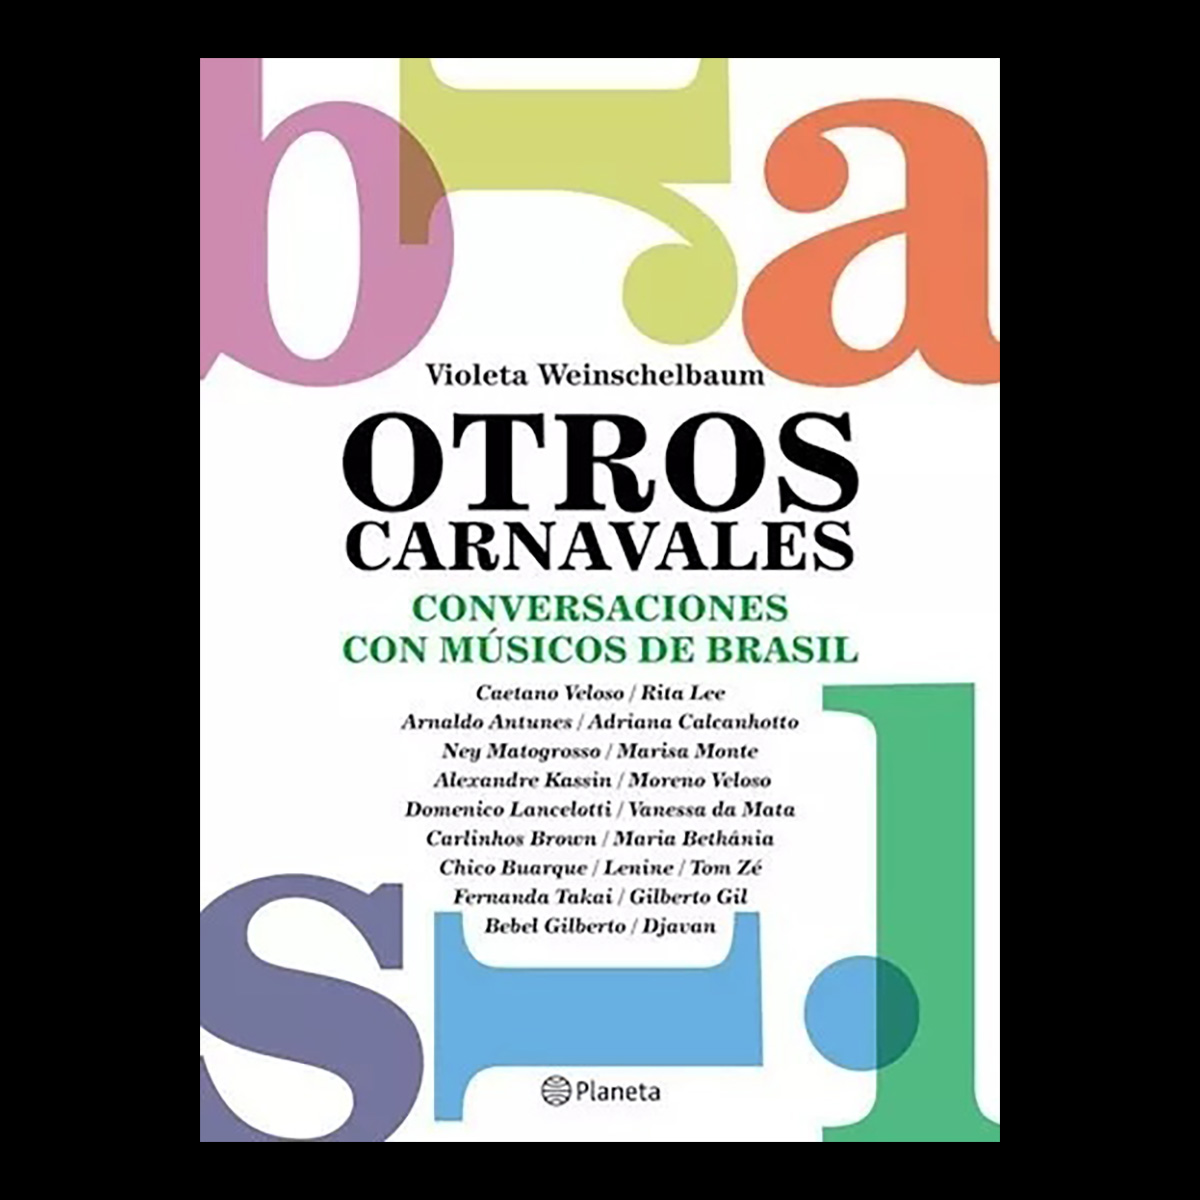 bra
Violeta Weinschelbaum
OTROS
CARNAVALES
CONVERSACIONES
CON MÚSICOS DE BRASIL
Caetano Veloso / Rita Lee
Arnaldo Antunes / Adriana Calcanhotto
Ney Matogrosso / Marisa Monte
Alexandre Kassin / Moreno Veloso
Domenico Lancelotti / Vanessa da Mata
Carlinhos Brown / Maria Bethânia
Chico Buarque / Lenine / Tom Zé
Fernanda Takai / Gilberto Gil
Bebel Gilberto / Djavan
sil
Planeta